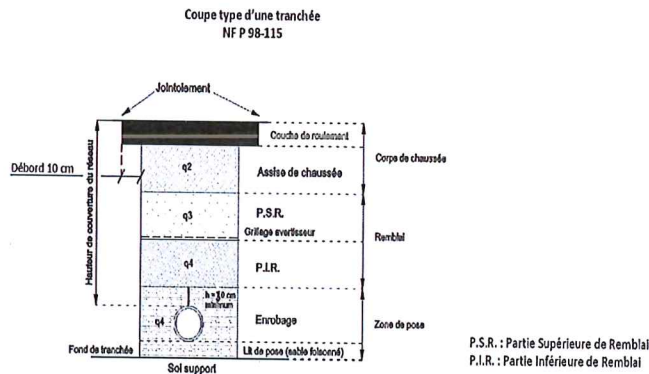 Coupe type d'une tranchée
NF P 98-115
Jointoiement
Couche de roulement
Corps de chaussée
Débord 10 cm
q2
Assise de chaussée
Hauteur de couverture du réseau
q3
P.S.R.
Grillage avertisseur
Remblai
q4
P.I.R.
h = 10 cm
minimum
q4
Enrobage
Zone de pose
P.S.R. : Partie Supérieure de Remblai
P.I.R. : Partie Inférieure de Remblai
Fond de tranchée
Lit de pose (sable foisonné)
Sol support